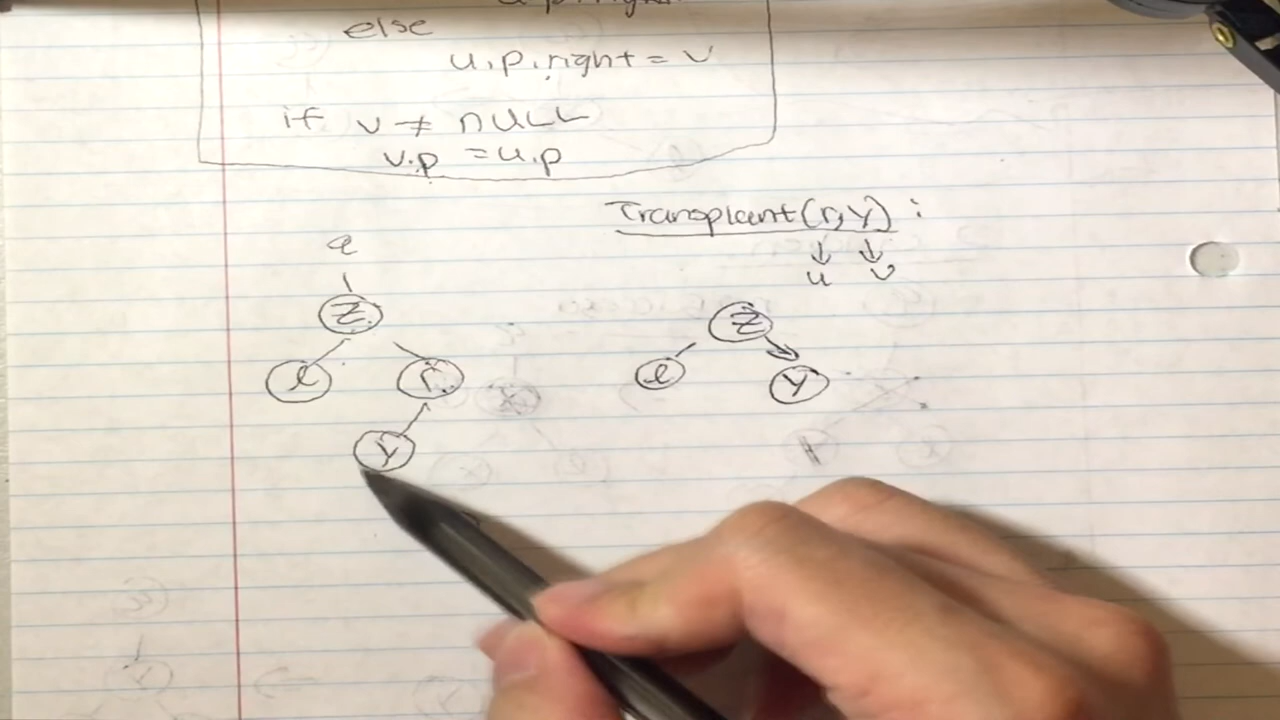 else
u.p.right = v
if v ≠ NULL
v.p = u.p
Transplant(r,y):
↓ ↓
u v
q
z
l r
y
z
l y